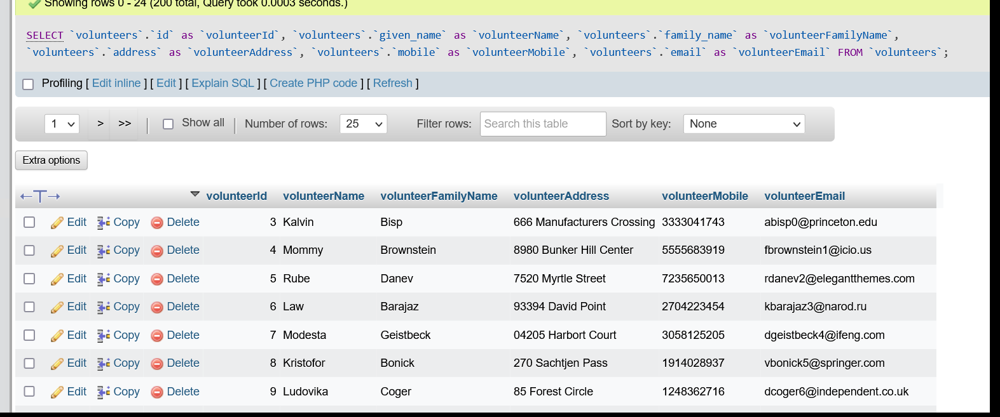 Showing rows 0 - 24 (200 total, Query took 0.0003 seconds.)
SELECT `volunteers`.`id` as `volunteerId`, `volunteers`.`given_name` as `volunteerName`, `volunteers`.`family_name` as `volunteerFamilyName`,
`volunteers`.`address` as `volunteerAddress`, `volunteers`.`mobile` as `volunteerMobile`, `volunteers`.`email` as `volunteerEmail` FROM `volunteers`;
Profiling [ Edit inline ] [ Edit ] [ Explain SQL ] [ Create PHP code ] [ Refresh ]
1 > >> | Show all | Number of rows: 25 Filter rows: Search this table Sort by key: None
Extra options
←T→ volunteerId volunteerName volunteerFamilyName volunteerAddress volunteerMobile volunteerEmail
Edit Copy Delete 3 Kalvin Bisp 666 Manufacturers Crossing 3333041743 abisp0@princeton.edu
Edit Copy Delete 4 Mommy Brownstein 8980 Bunker Hill Center 5555683919 fbrownstein1@icio.us
Edit Copy Delete 5 Rube Danev 7520 Myrtle Street 7235650013 rdanev2@elegantthemes.com
Edit Copy Delete 6 Law Barajaz 93394 David Point 2704223454 kbarajaz3@narod.ru
Edit Copy Delete 7 Modesta Geistbeck 04205 Harbort Court 3058125205 dgeistbeck4@ifeng.com
Edit Copy Delete 8 Kristofor Bonick 270 Sachtjen Pass 1914028937 vbonick5@springer.com
Edit Copy Delete 9 Ludovika Coger 85 Forest Circle 1248362716 dcoger6@independent.co.uk